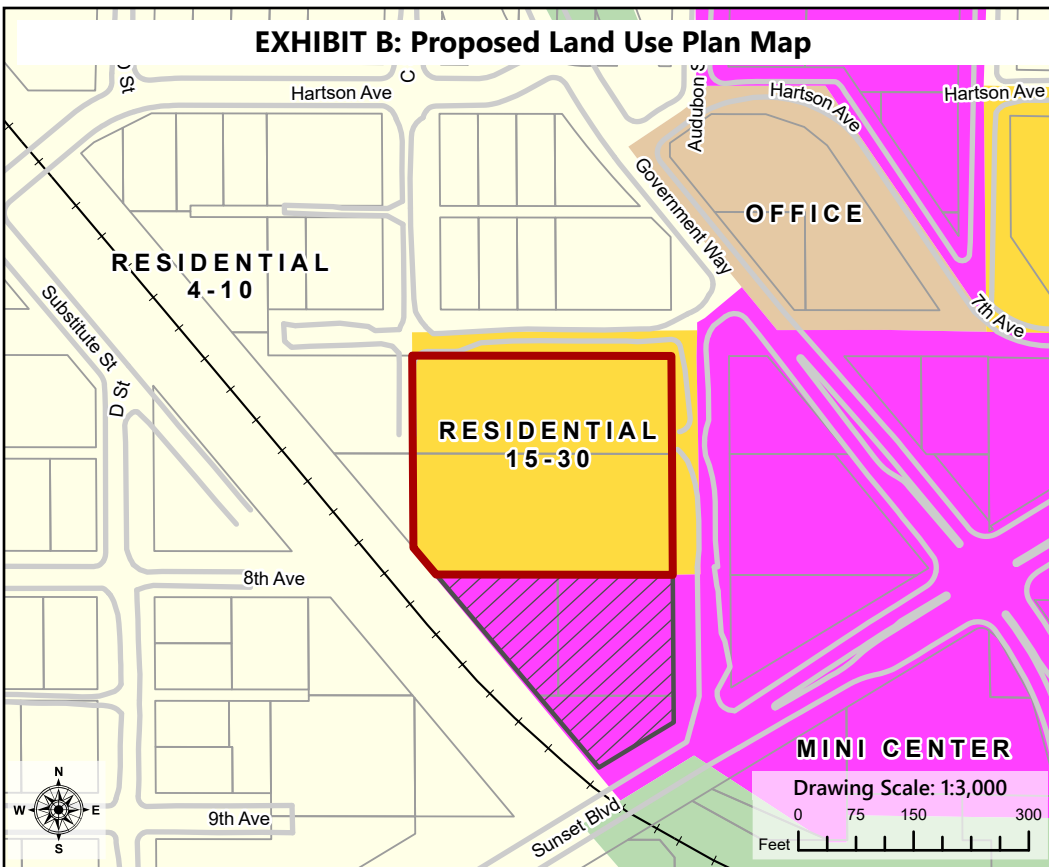 EXHIBIT B: Proposed Land Use Plan Map
St
C
Audubon S
Hartson Ave
Hartson Ave
Hartson Ave
Government Way
OFFICE
RESIDENTIAL
4-10
Substitute St
D St
7th Ave
RESIDENTIAL
15-30
8th Ave
MINI CENTER
9th Ave
Sunset Blvd
N
W
E
S
Drawing Scale: 1:3,000
0 75 150 300
Feet